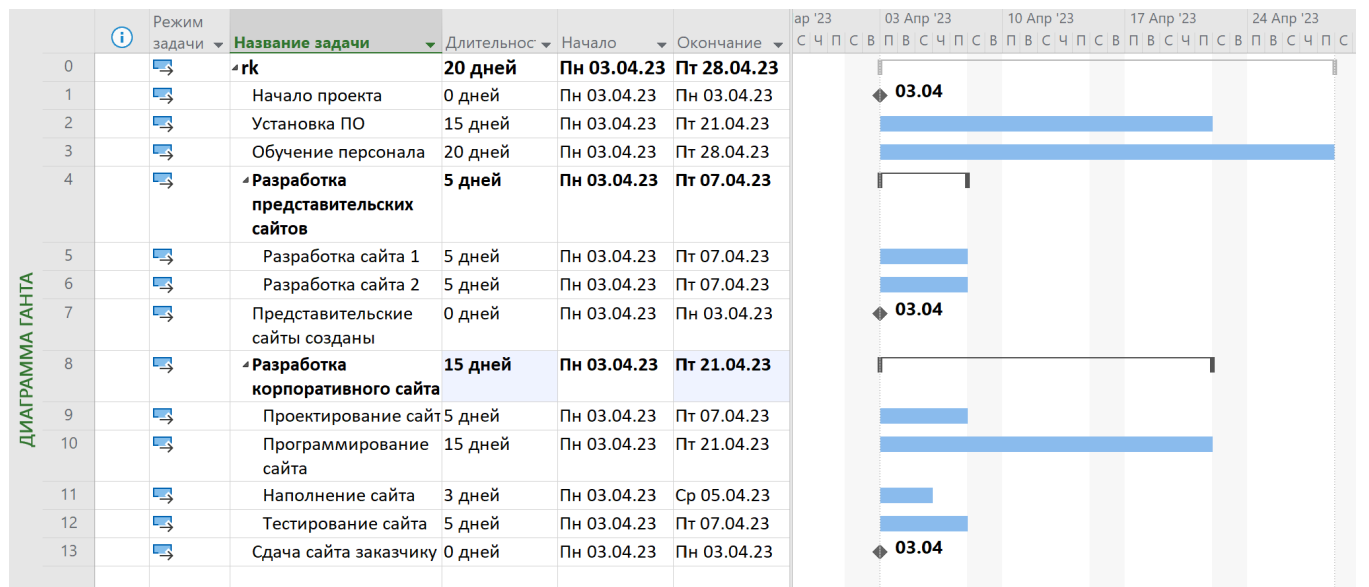 Режим задачи Название задачи Длительнос Начало Окончание
ар '23 03 Апр '23 10 Апр '23 17 Апр '23 24 Апр '23
С Ч П С В П В С Ч П С В П В С Ч П С В П В С Ч П С В П В С Ч П С
0 rk 20 дней Пн 03.04.23 Пт 28.04.23
1 Начало проекта 0 дней Пн 03.04.23 Пн 03.04.23 03.04
2 Установка ПО 15 дней Пн 03.04.23 Пт 21.04.23
3 Обучение персонала 20 дней Пн 03.04.23 Пт 28.04.23
4 Разработка 5 дней Пн 03.04.23 Пт 07.04.23
представительских
сайтов
5 Разработка сайта 1 5 дней Пн 03.04.23 Пт 07.04.23
6 Разработка сайта 2 5 дней Пн 03.04.23 Пт 07.04.23
7 Представительские 0 дней Пн 03.04.23 Пн 03.04.23 03.04
сайты созданы
8 Разработка 15 дней Пн 03.04.23 Пт 21.04.23
корпоративного сайта
9 Проектирование сайт 5 дней Пн 03.04.23 Пт 07.04.23
10 Программирование 15 дней Пн 03.04.23 Пт 21.04.23
сайта
11 Наполнение сайта 3 дней Пн 03.04.23 Ср 05.04.23
12 Тестирование сайта 5 дней Пн 03.04.23 Пт 07.04.23
13 Сдача сайта заказчику 0 дней Пн 03.04.23 Пн 03.04.23 03.04
ДИАГРАММА ГАНТА